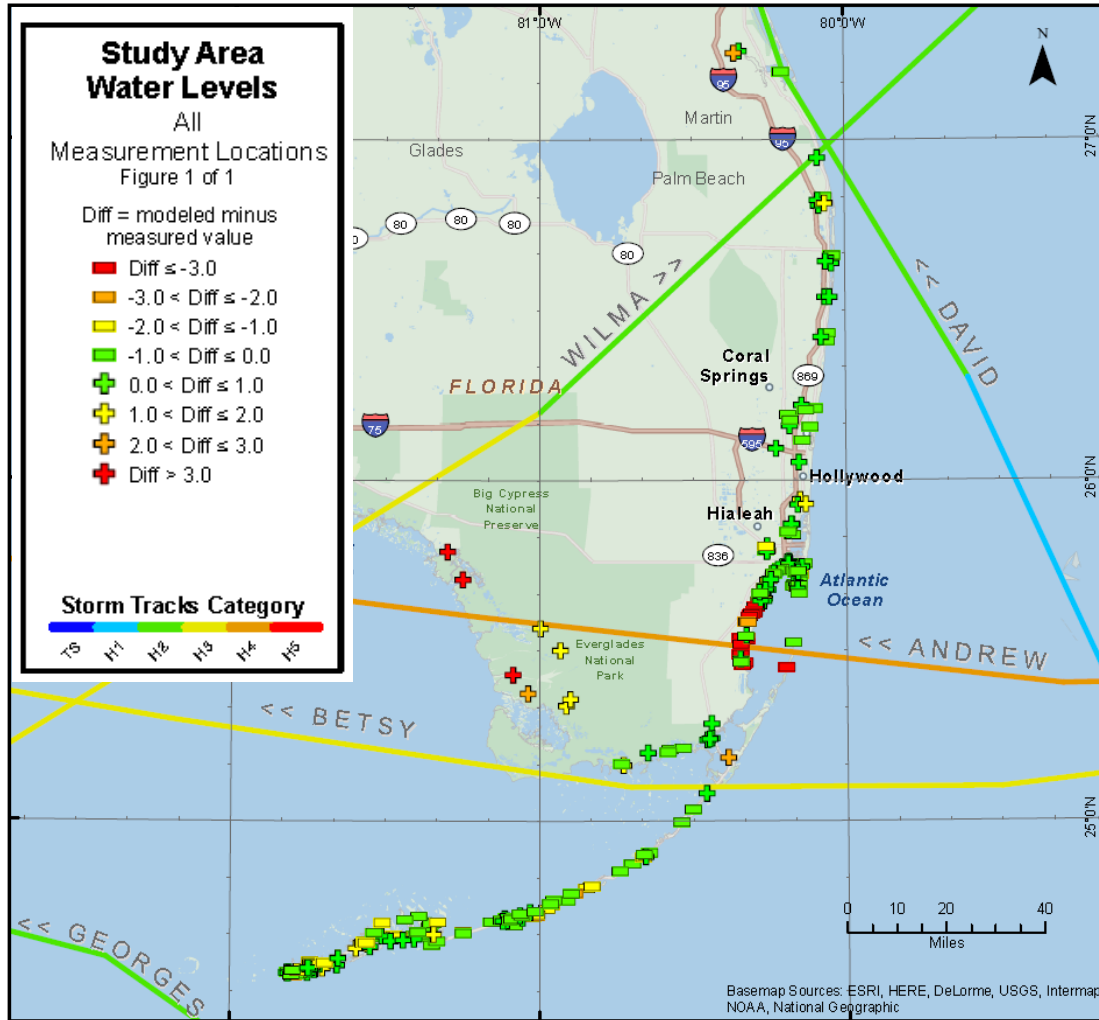 Study Area
Water Levels
All
Measurement Locations
Figure 1 of 1
Diff = modeled minus
measured value
Diff ≤ -3.0
-3.0 < Diff ≤ -2.0
-2.0 < Diff ≤ -1.0
-1.0 < Diff ≤ 0.0
0.0 < Diff ≤ 1.0
1.0 < Diff ≤ 2.0
2.0 < Diff ≤ 3.0
Diff > 3.0
Storm Tracks Category
TS H1 H2 H3 H4 H5
81°0'W
80°0'W
N
95
Martin
95
27°0'N
Glades
Palm Beach
80
80
80
80
WILMA >>
<< DAVID
Coral
Springs
869
FLORIDA
75
595
Hollywood
26°0'N
Big Cypress
National
Preserve
Hialeah
836
Atlantic
Ocean
Everglades
National
Park
<< ANDREW
<< BETSY
25°0'N
<< GEORGES
0 10 20 30 40
Miles
Basemap Sources: ESRI, HERE, DeLorme, USGS, Intermap
NOAA, National Geographic